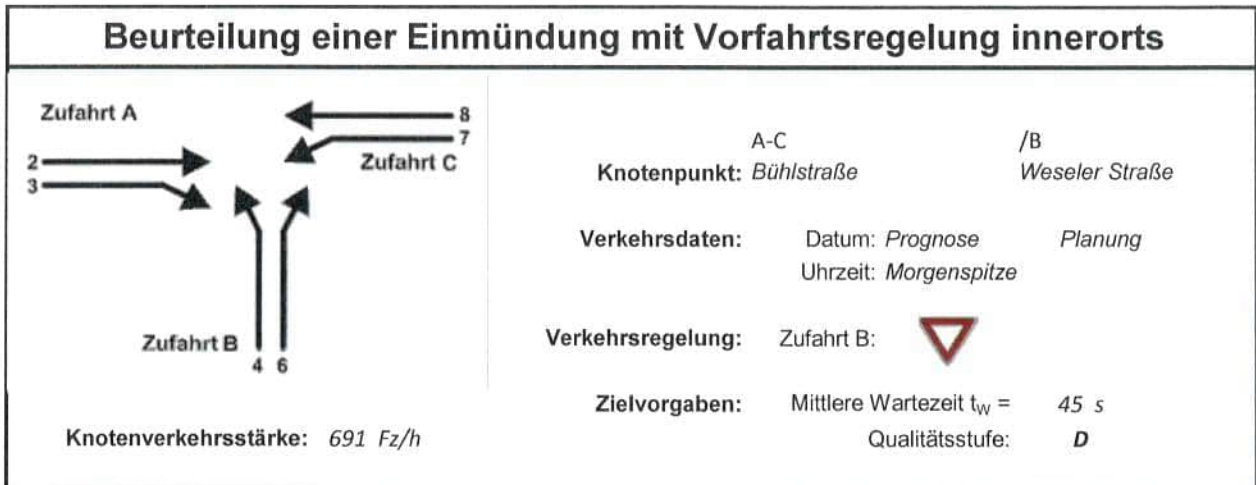 Beurteilung einer Einmündung mit Vorfahrtsregelung innerorts
Zufahrt A
8
7
2
Zufahrt C
3
Zufahrt B
4 6
Knotenverkehrsstärke: 691 Fz/h
A-C /B
Knotenpunkt: Bühlstraße Weseler Straße
Verkehrsdaten: Datum: Prognose Planung
Uhrzeit: Morgenspitze
Verkehrsregelung: Zufahrt B:
Zielvorgaben: Mittlere Wartezeit tW = 45 s
Qualitätsstufe: D